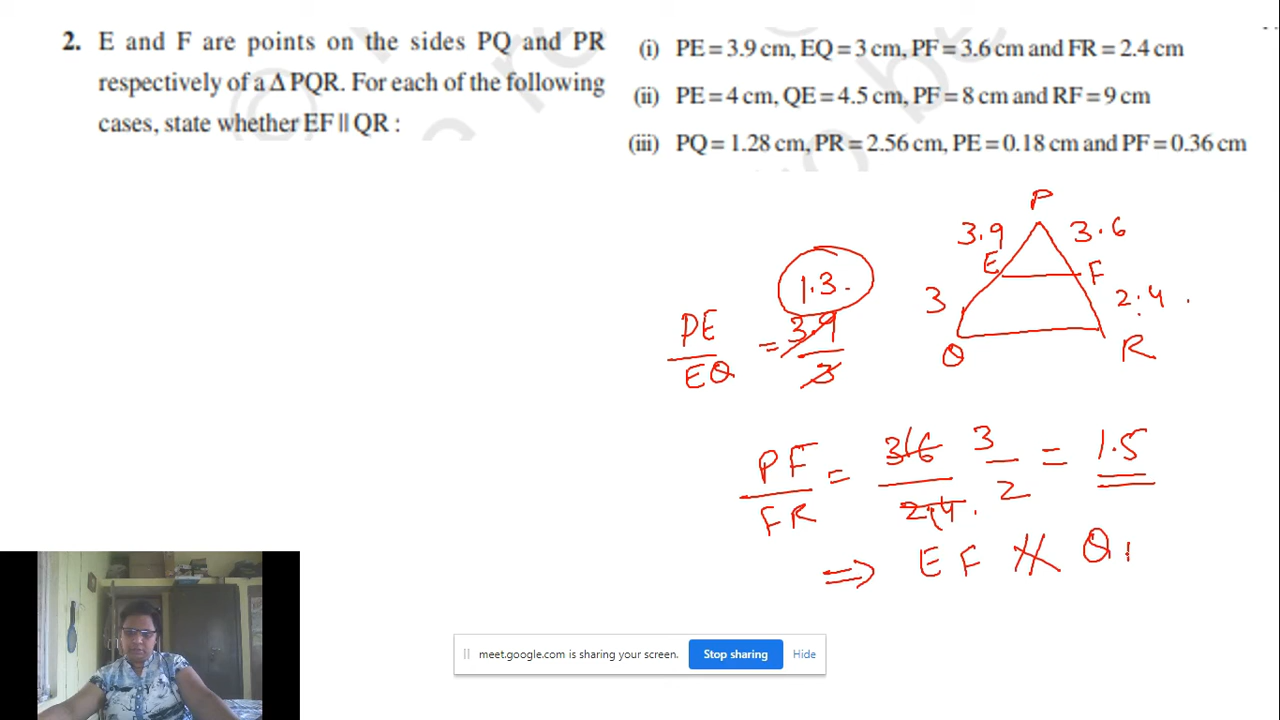 2. E and F are points on the sides PQ and PR
respectively of a Δ PQR. For each of the following
cases, state whether EF || QR :
(i) PE = 3.9 cm, EQ = 3 cm, PF = 3.6 cm and FR = 2.4 cm
(ii) PE = 4 cm, QE = 4.5 cm, PF = 8 cm and RF = 9 cm
(iii) PQ = 1.28 cm, PR = 2.56 cm, PE = 0.18 cm and PF = 0.36 cm
P
3.9 3.6
E F
3 2.4
Q R
1.3.
PE/EQ = 3.9/3
PF/FR = 36/24 3/2 = 1.5
⇒ EF ∦ Q
meet.google.com is sharing your screen. Stop sharing Hide